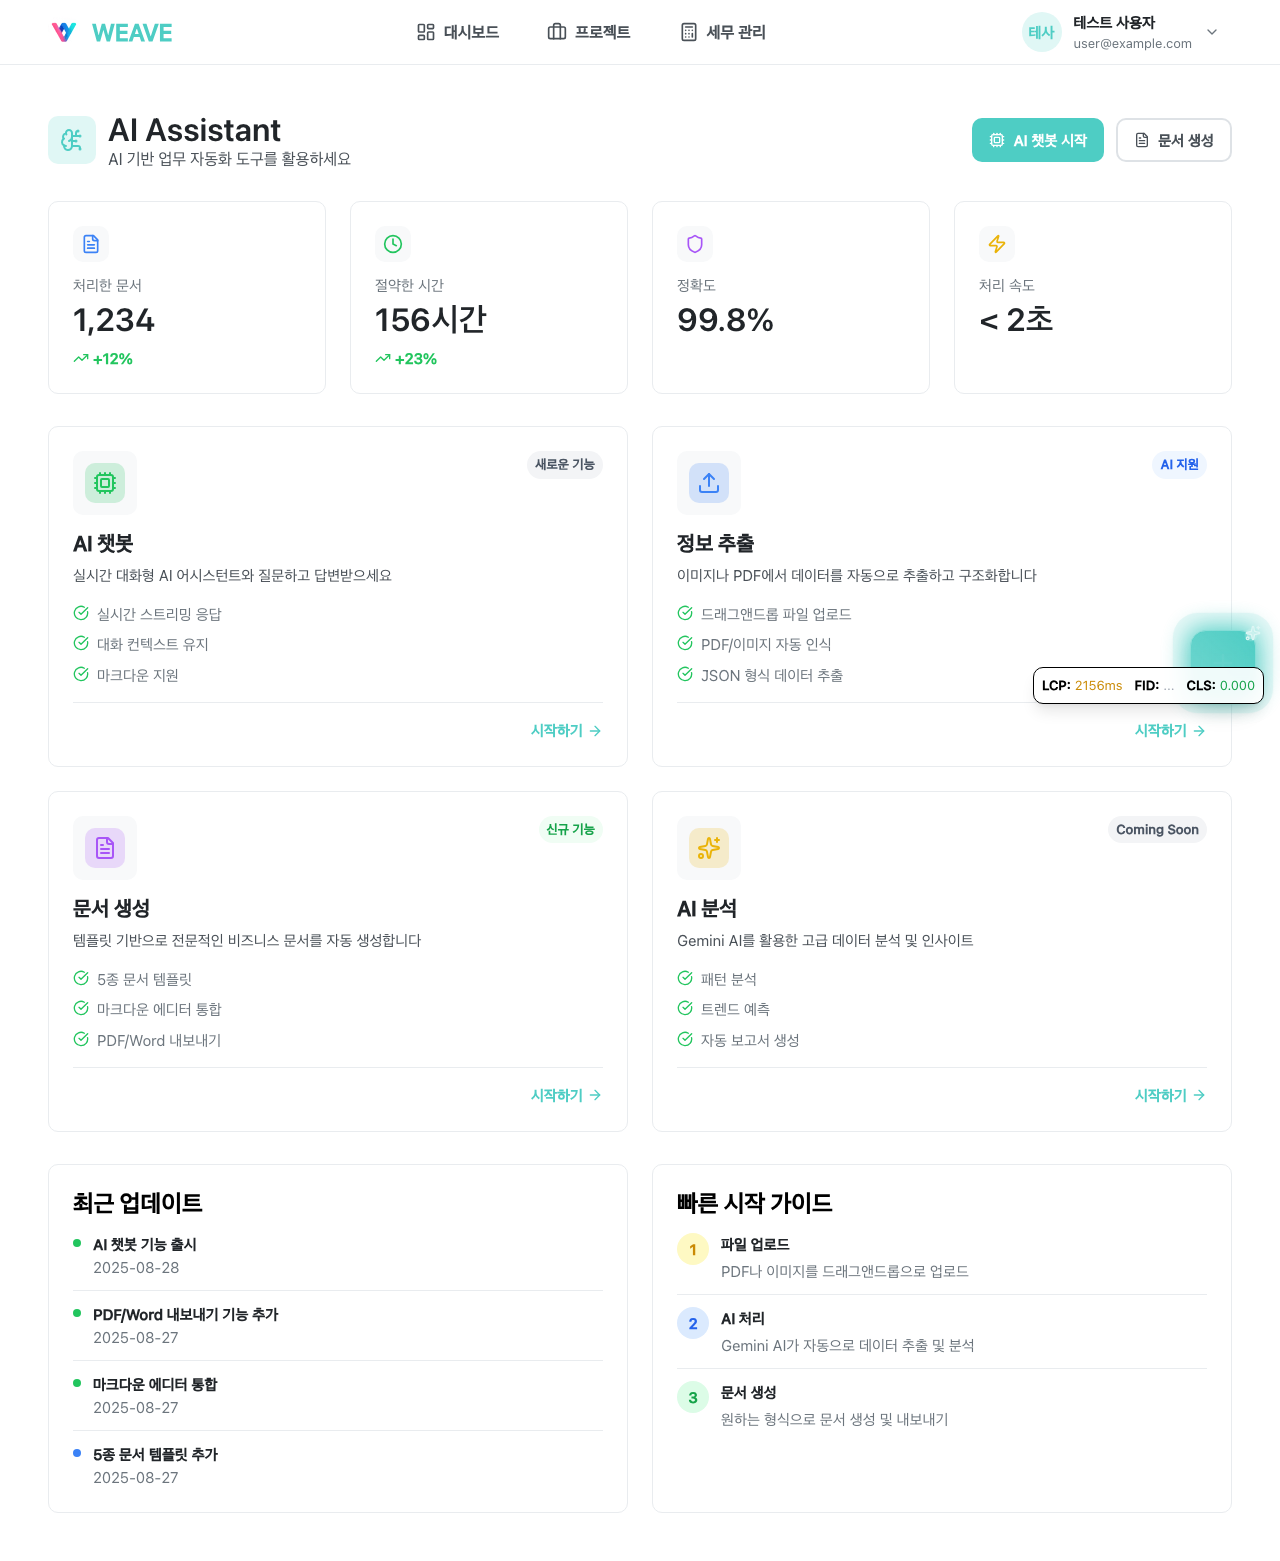 WEAVE
대시보드
프로젝트
세무 관리
테사
테스트 사용자
user@example.com
AI Assistant
AI 기반 업무 자동화 도구를 활용하세요
AI 챗봇 시작
문서 생성
처리한 문서
1,234
+12%
절약한 시간
156시간
+23%
정확도
99.8%
처리 속도
< 2초
새로운 기능
AI 챗봇
실시간 대화형 AI 어시스턴트와 질문하고 답변받으세요
실시간 스트리밍 응답
대화 컨텍스트 유지
마크다운 지원
시작하기
AI 지원
정보 추출
이미지나 PDF에서 데이터를 자동으로 추출하고 구조화합니다
드래그앤드롭 파일 업로드
PDF/이미지 자동 인식
JSON 형식 데이터 추출
시작하기
LCP: 2156ms FID: ... CLS: 0.000
신규 기능
문서 생성
템플릿 기반으로 전문적인 비즈니스 문서를 자동 생성합니다
5종 문서 템플릿
마크다운 에디터 통합
PDF/Word 내보내기
시작하기
Coming Soon
AI 분석
Gemini AI를 활용한 고급 데이터 분석 및 인사이트
패턴 분석
트렌드 예측
자동 보고서 생성
시작하기
최근 업데이트
AI 챗봇 기능 출시
2025-08-28
PDF/Word 내보내기 기능 추가
2025-08-27
마크다운 에디터 통합
2025-08-27
5종 문서 템플릿 추가
2025-08-27
빠른 시작 가이드
1
파일 업로드
PDF나 이미지를 드래그앤드롭으로 업로드
2
AI 처리
Gemini AI가 자동으로 데이터 추출 및 분석
3
문서 생성
원하는 형식으로 문서 생성 및 내보내기